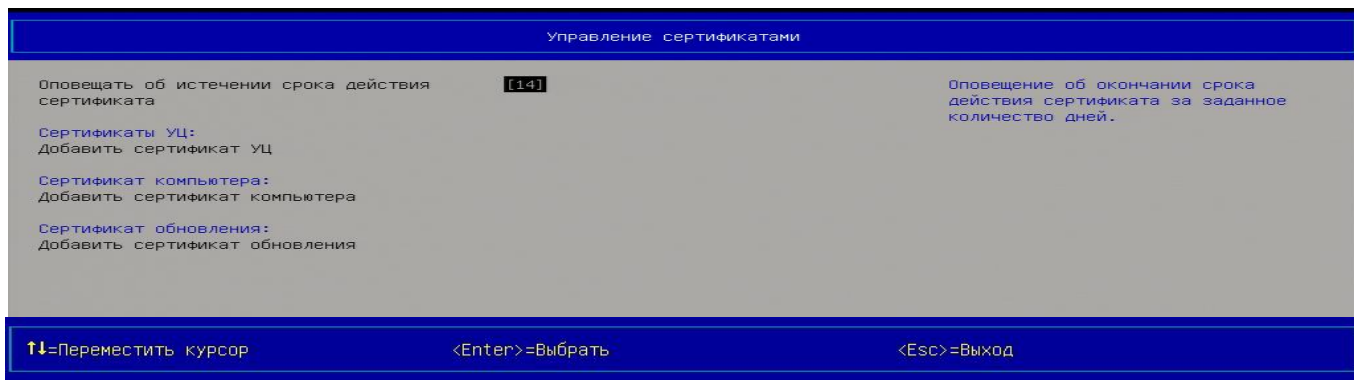 Управление сертификатами
Оповещать об истечении срока действия [14]
сертификата
Оповещение об окончании срока
действия сертификата за заданное
количество дней.
Сертификаты УЦ:
Добавить сертификат УЦ
Сертификат компьютера:
Добавить сертификат компьютера
Сертификат обновления:
Добавить сертификат обновления
↑↓=Переместить курсор <Enter>=Выбрать <Esc>=Выход